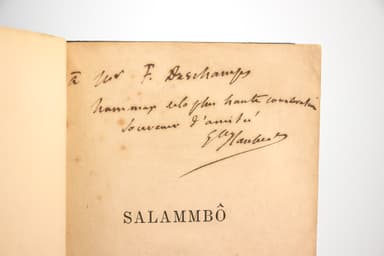 à Mr F. Deschamps
hommage de la plus haute considération
souvenir d'amitié
Gve Flaubert
SALAMMBÔ